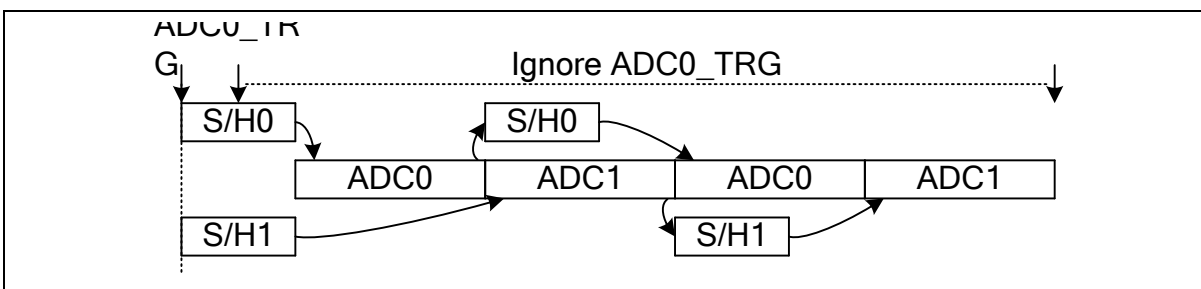 ADC0_TR
G
Ignore ADC0_TRG
S/H0
S/H0
ADC0
ADC1
ADC0
ADC1
S/H1
S/H1